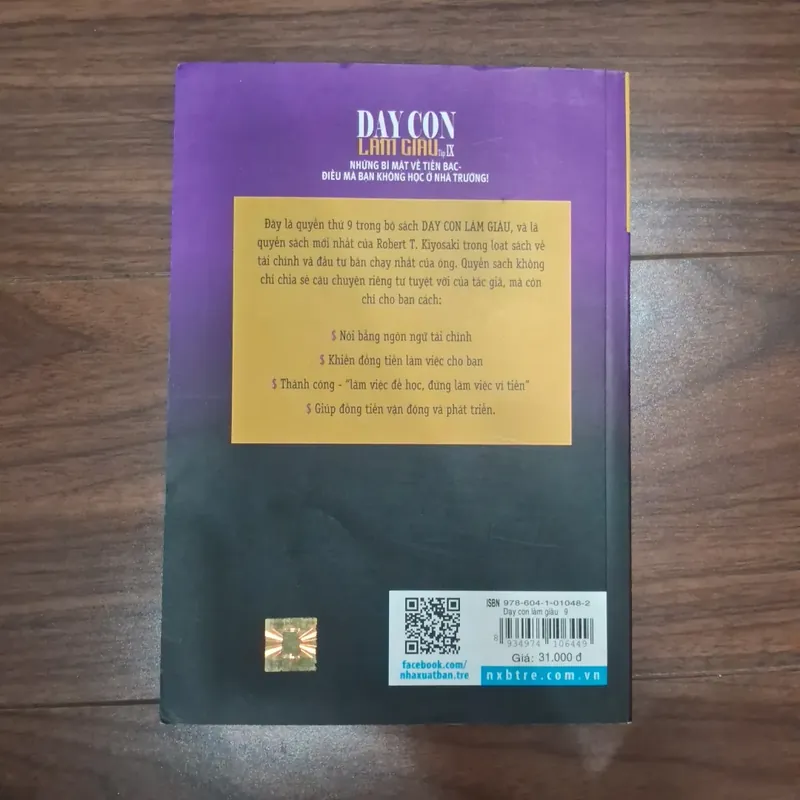 DẠY CON
LÀM GIÀU Tập IX
NHỮNG BÍ MẬT VỀ TIỀN BẠC-
ĐIỀU MÀ BẠN KHÔNG HỌC Ở NHÀ TRƯỜNG!
Đây là quyển thứ 9 trong bộ sách DẠY CON LÀM GIÀU, và là
quyển sách mới nhất của Robert T. Kiyosaki trong loạt sách về
tài chính và đầu tư bán chạy nhất của ông. Quyển sách không
chỉ chia sẻ câu chuyện riêng tư tuyệt vời của tác giả, mà còn
chỉ cho bạn cách:
$ Nói bằng ngôn ngữ tài chính
$ Khiến đồng tiền làm việc cho bạn
$ Thành công - “làm việc để học, đừng làm việc vì tiền”
$ Giúp đồng tiền vận động và phát triển.
facebook.com/
nhaxuatban.tre
ISBN 978-604-1-01048-2
Dạy con làm giàu 9
8 934974 106449
Giá: 31.000 đ
nxbtre.com.vn